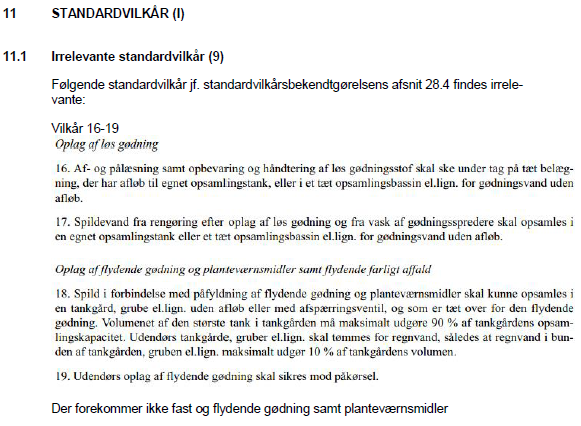 11 STANDARDVILKÅR (I)
11.1 Irrelevante standardvilkår (9)
Følgende standardvilkår jf. standardvilkårsbekendtgørelsens afsnit 28.4 findes irrele-
vante:
Vilkår 16-19
Oplag af løs gødning
16. Af- og pålæsning samt opbevaring og håndtering af løs gødningsstof skal ske under tag på tæt belæg-
ning, der har afløb til egnet opsamlingstank, eller i et tæt opsamlingsbassin el.lign. for gødningsvand uden
afløb.
17. Spildevand fra rengøring efter oplag af løs gødning og fra vask af gødningsspredere skal opsamles i
en egnet opsamlingstank eller et tæt opsamlingsbassin el.lign. for gødningsvand uden afløb.
Oplag af flydende gødning og planteværnsmidler samt flydende farligt affald
18. Spild i forbindelse med påfyldning af flydende gødning og planteværnsmidler skal kunne opsamles i
en tankgård, grube el.lign. uden afløb eller med afspærringsventil, og som er tæt over for den flydende
gødning. Volumenet af den største tank i tankgården må maksimalt udgøre 90 % af tankgårdens opsam-
lingskapacitet. Udendørs tankgårde, gruber el.lign. skal tømmes for regnvand, således at regnvand i bun-
den af tankgården, gruben el.lign. maksimalt udgør 10 % af tankgårdens volumen.
19. Udendørs oplag af flydende gødning skal sikres mod påkørsel.
Der forekommer ikke fast og flydende gødning samt planteværnsmidler